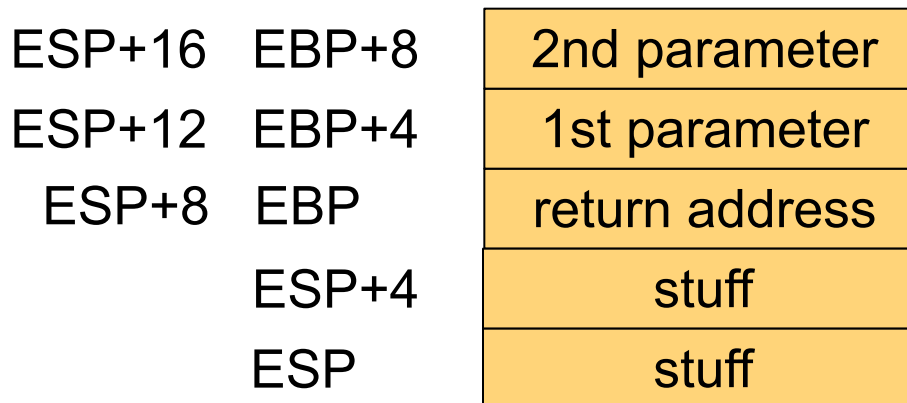 ESP+16 EBP+8 2nd parameter
ESP+12 EBP+4 1st parameter
ESP+8 EBP return address
ESP+4 stuff
ESP stuff